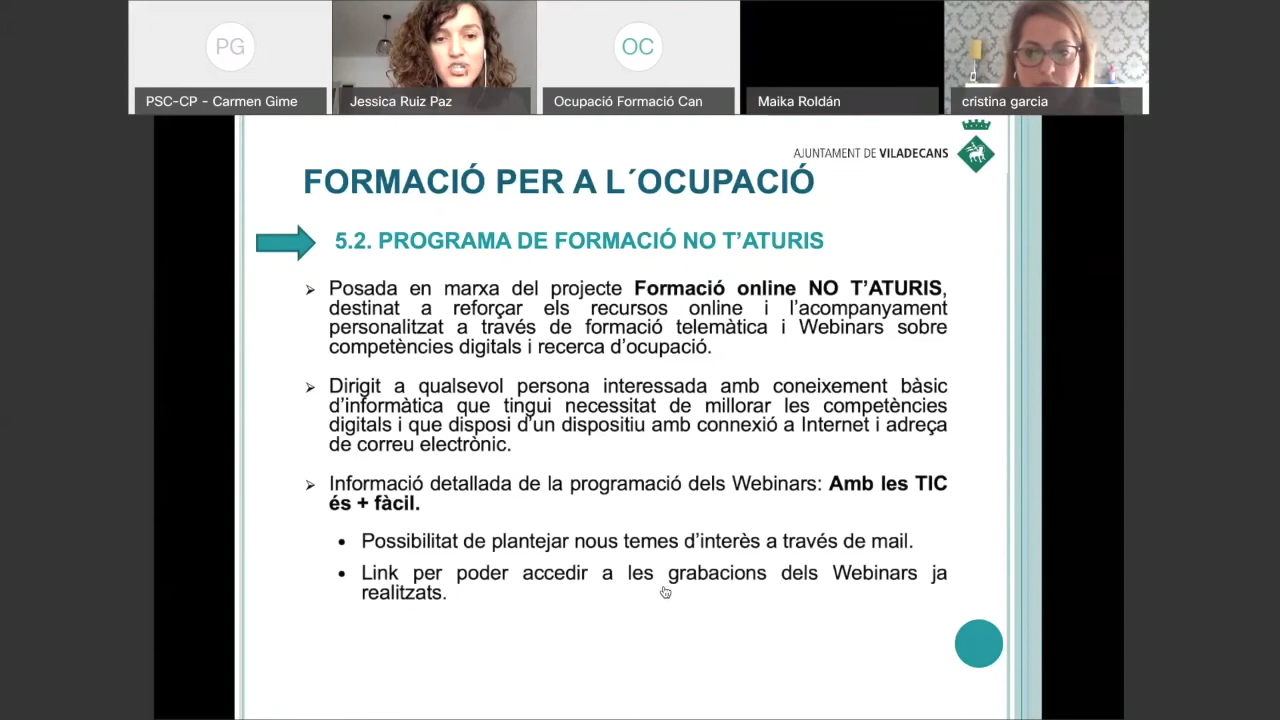 PG
OC
PSC-CP - Carmen Gime
Jessica Ruiz Paz
Ocupació Formació Can
Maika Roldán
cristina garcia
AJUNTAMENT DE VILADECANS
FORMACIÓ PER A L´OCUPACIÓ
5.2. PROGRAMA DE FORMACIÓ NO T’ATURIS
Posada en marxa del projecte Formació online NO T’ATURIS,
destinat a reforçar els recursos online i l’acompanyament
personalitzat a través de formació telemàtica i Webinars sobre
competències digitals i recerca d’ocupació.
Dirigit a qualsevol persona interessada amb coneixement bàsic
d’informàtica que tingui necessitat de millorar les competències
digitals i que disposi d’un dispositiu amb connexió a Internet i adreça
de correu electrònic.
Informació detallada de la programació dels Webinars: Amb les TIC
és + fàcil.
• Possibilitat de plantejar nous temes d’interès a través de mail.
• Link per poder accedir a les grabacions dels Webinars ja
realitzats.